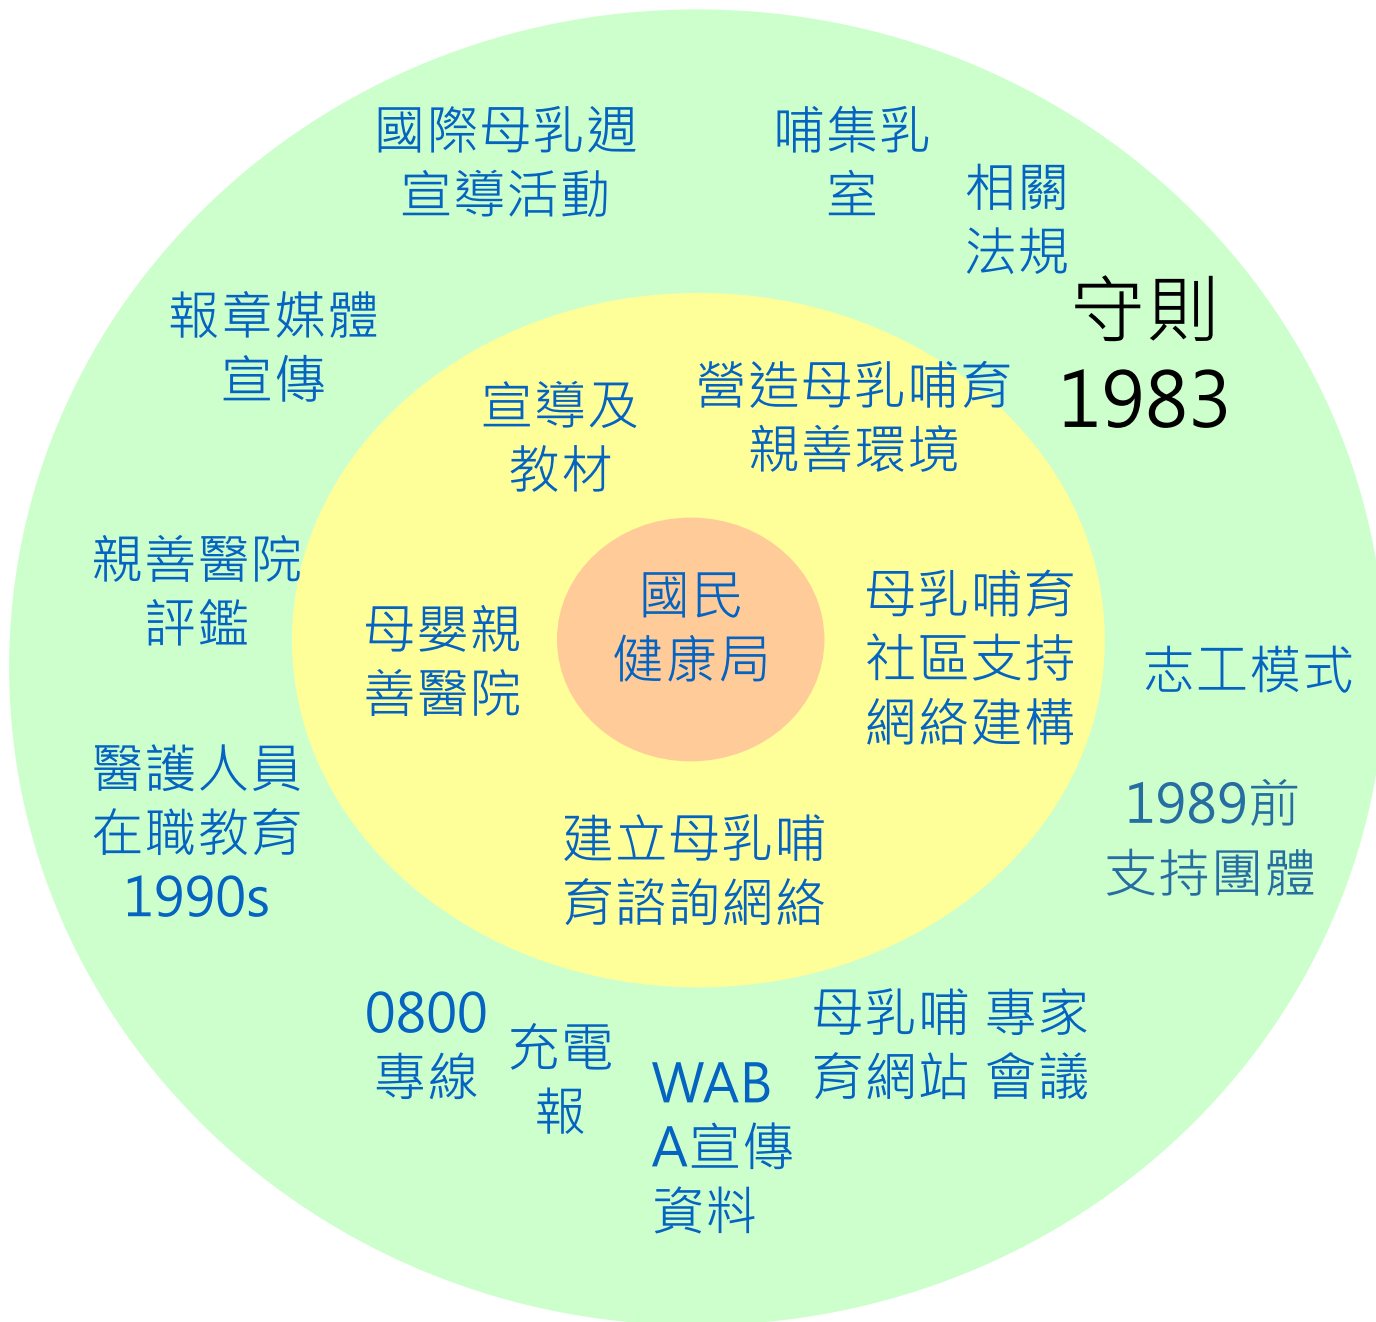 國際母乳週
宣導活動
哺集乳
室
相關
法規
守則
1983
報章媒體
宣傳
宣導及
教材
營造母乳哺育
親善環境
親善醫院
評鑑
母嬰親
善醫院
國民
健康局
母乳哺育
社區支持
網絡建構
志工模式
醫護人員
在職教育
1990s
1989前
支持團體
建立母乳哺
育諮詢網絡
0800
專線
充電
報
WAB
A宣傳
資料
母乳哺
育網站
專家
會議